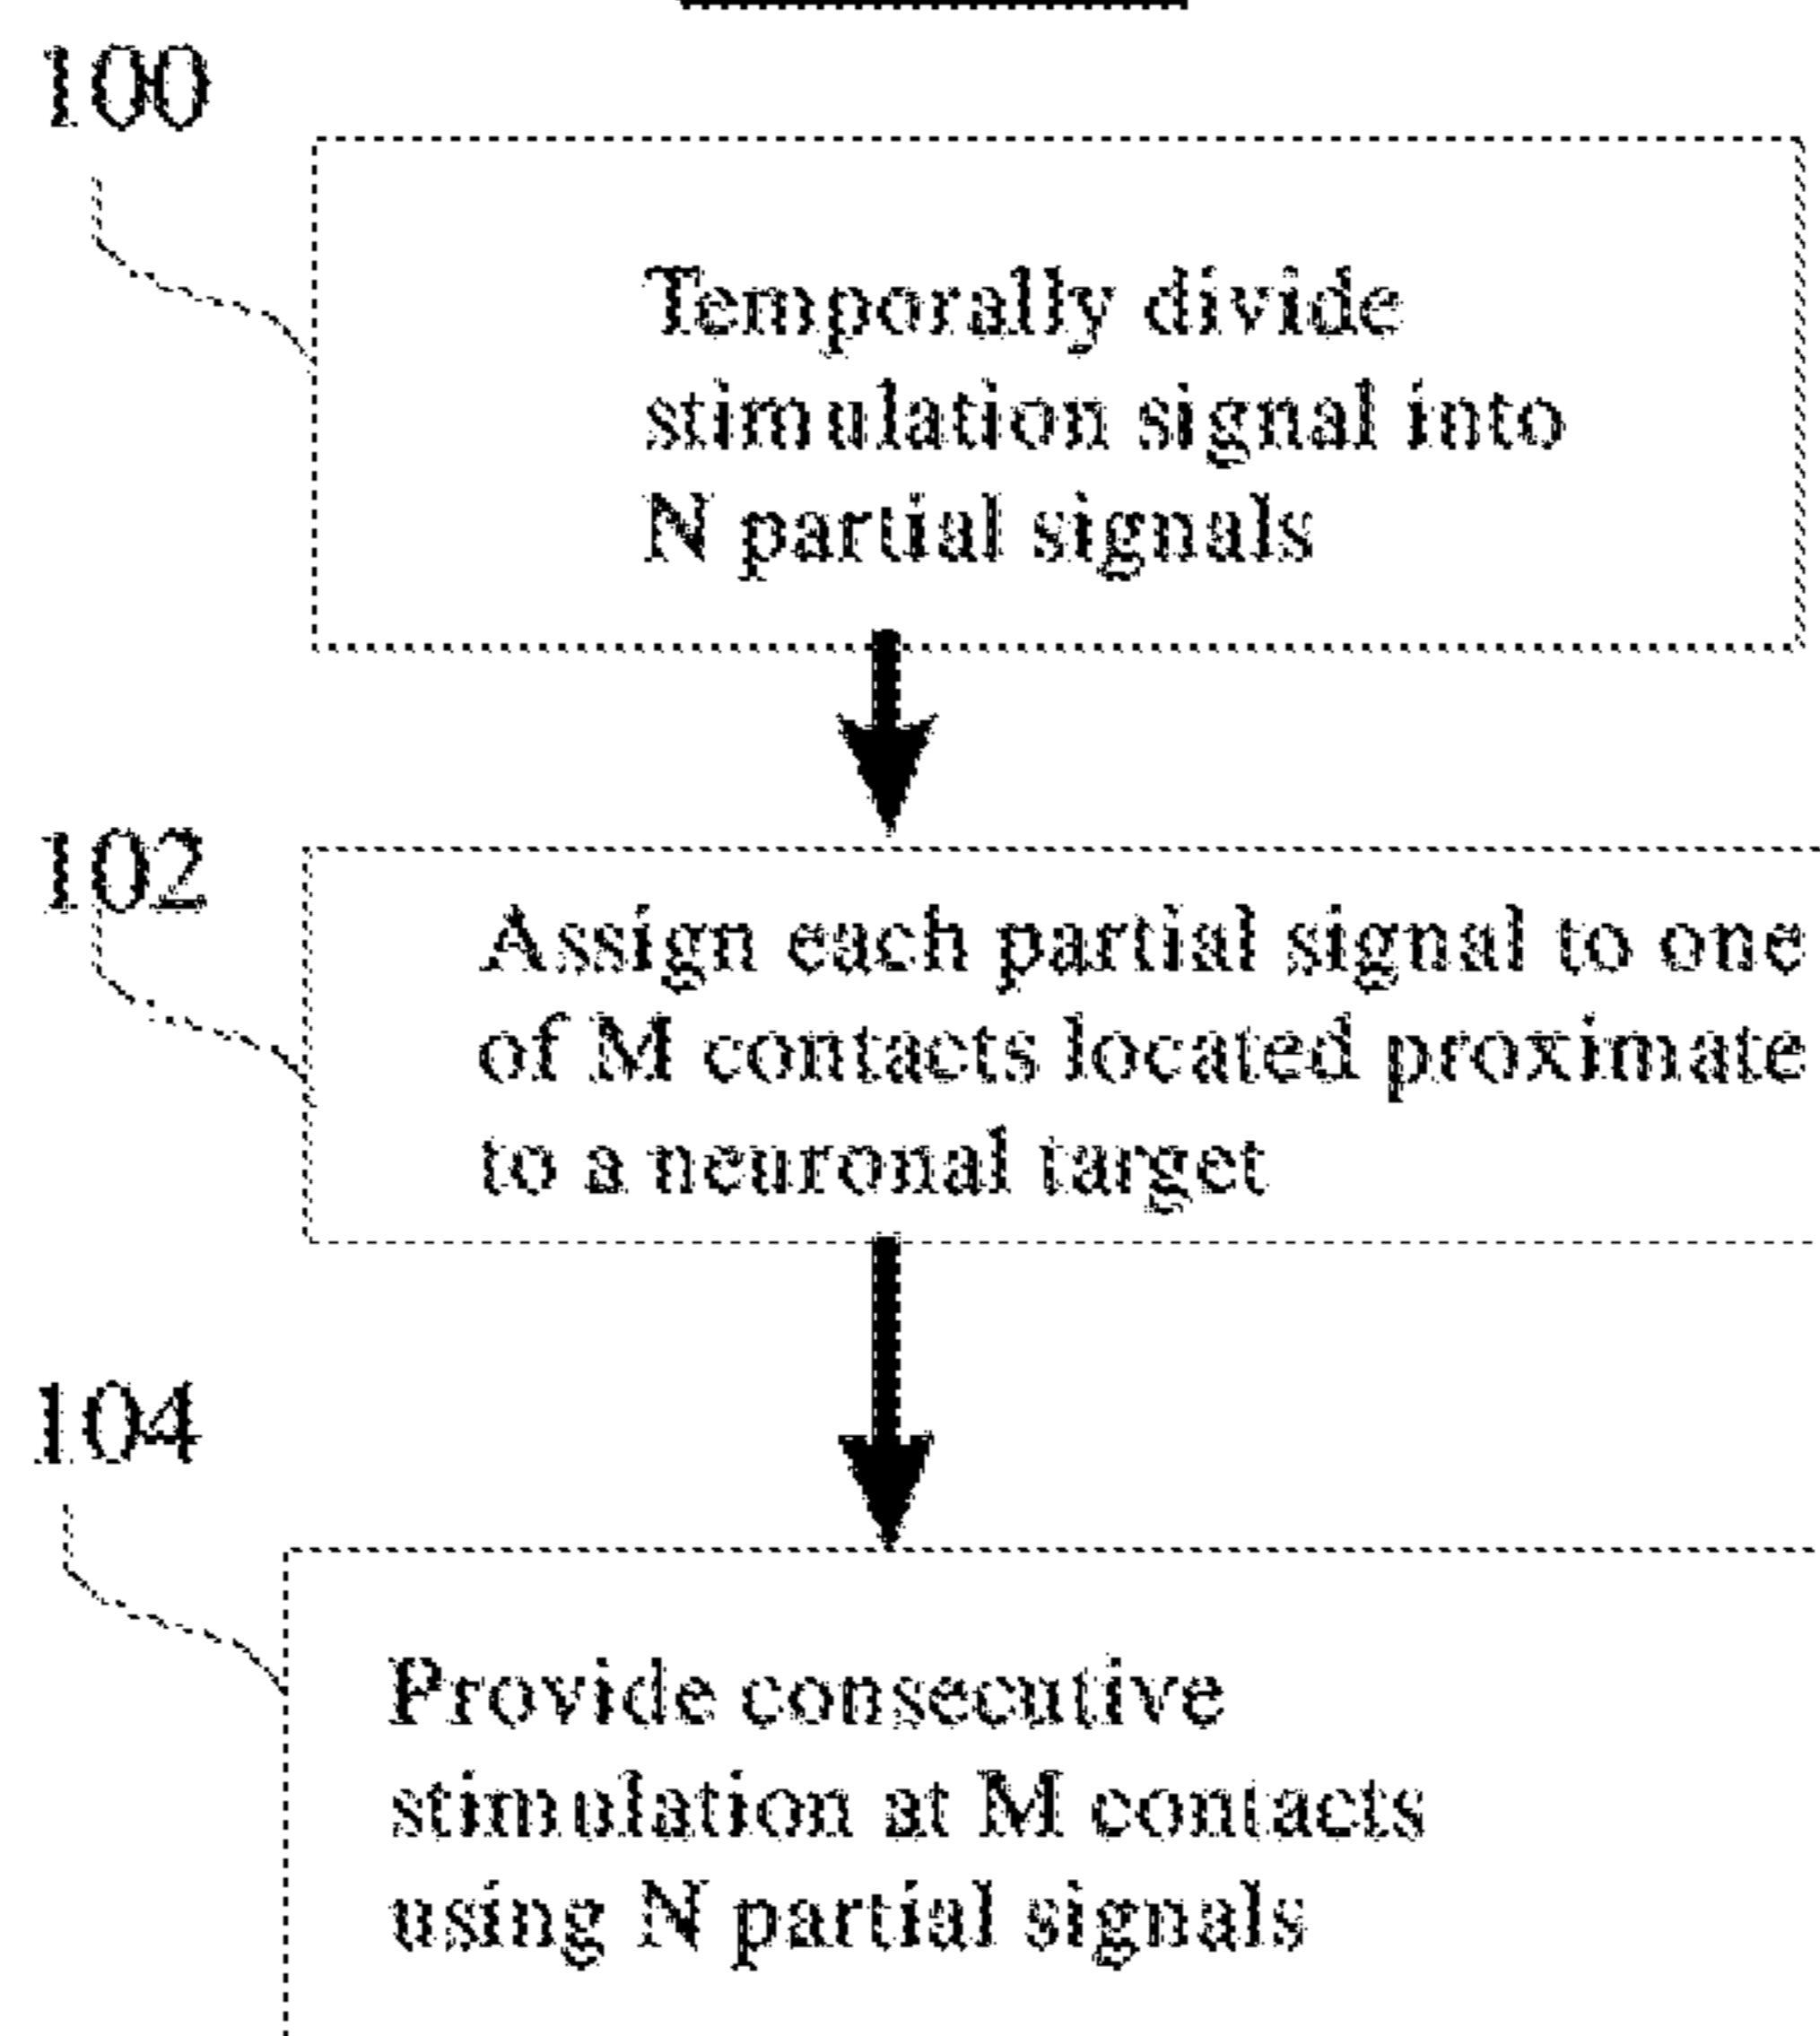 100
Temporally divide
stimulation signal into
N partial signals
102
Assign each partial signal to one
of M contacts located proximate
to a neuronal target
104
Provide consecutive
stimulation at M contacts
using N partial signals